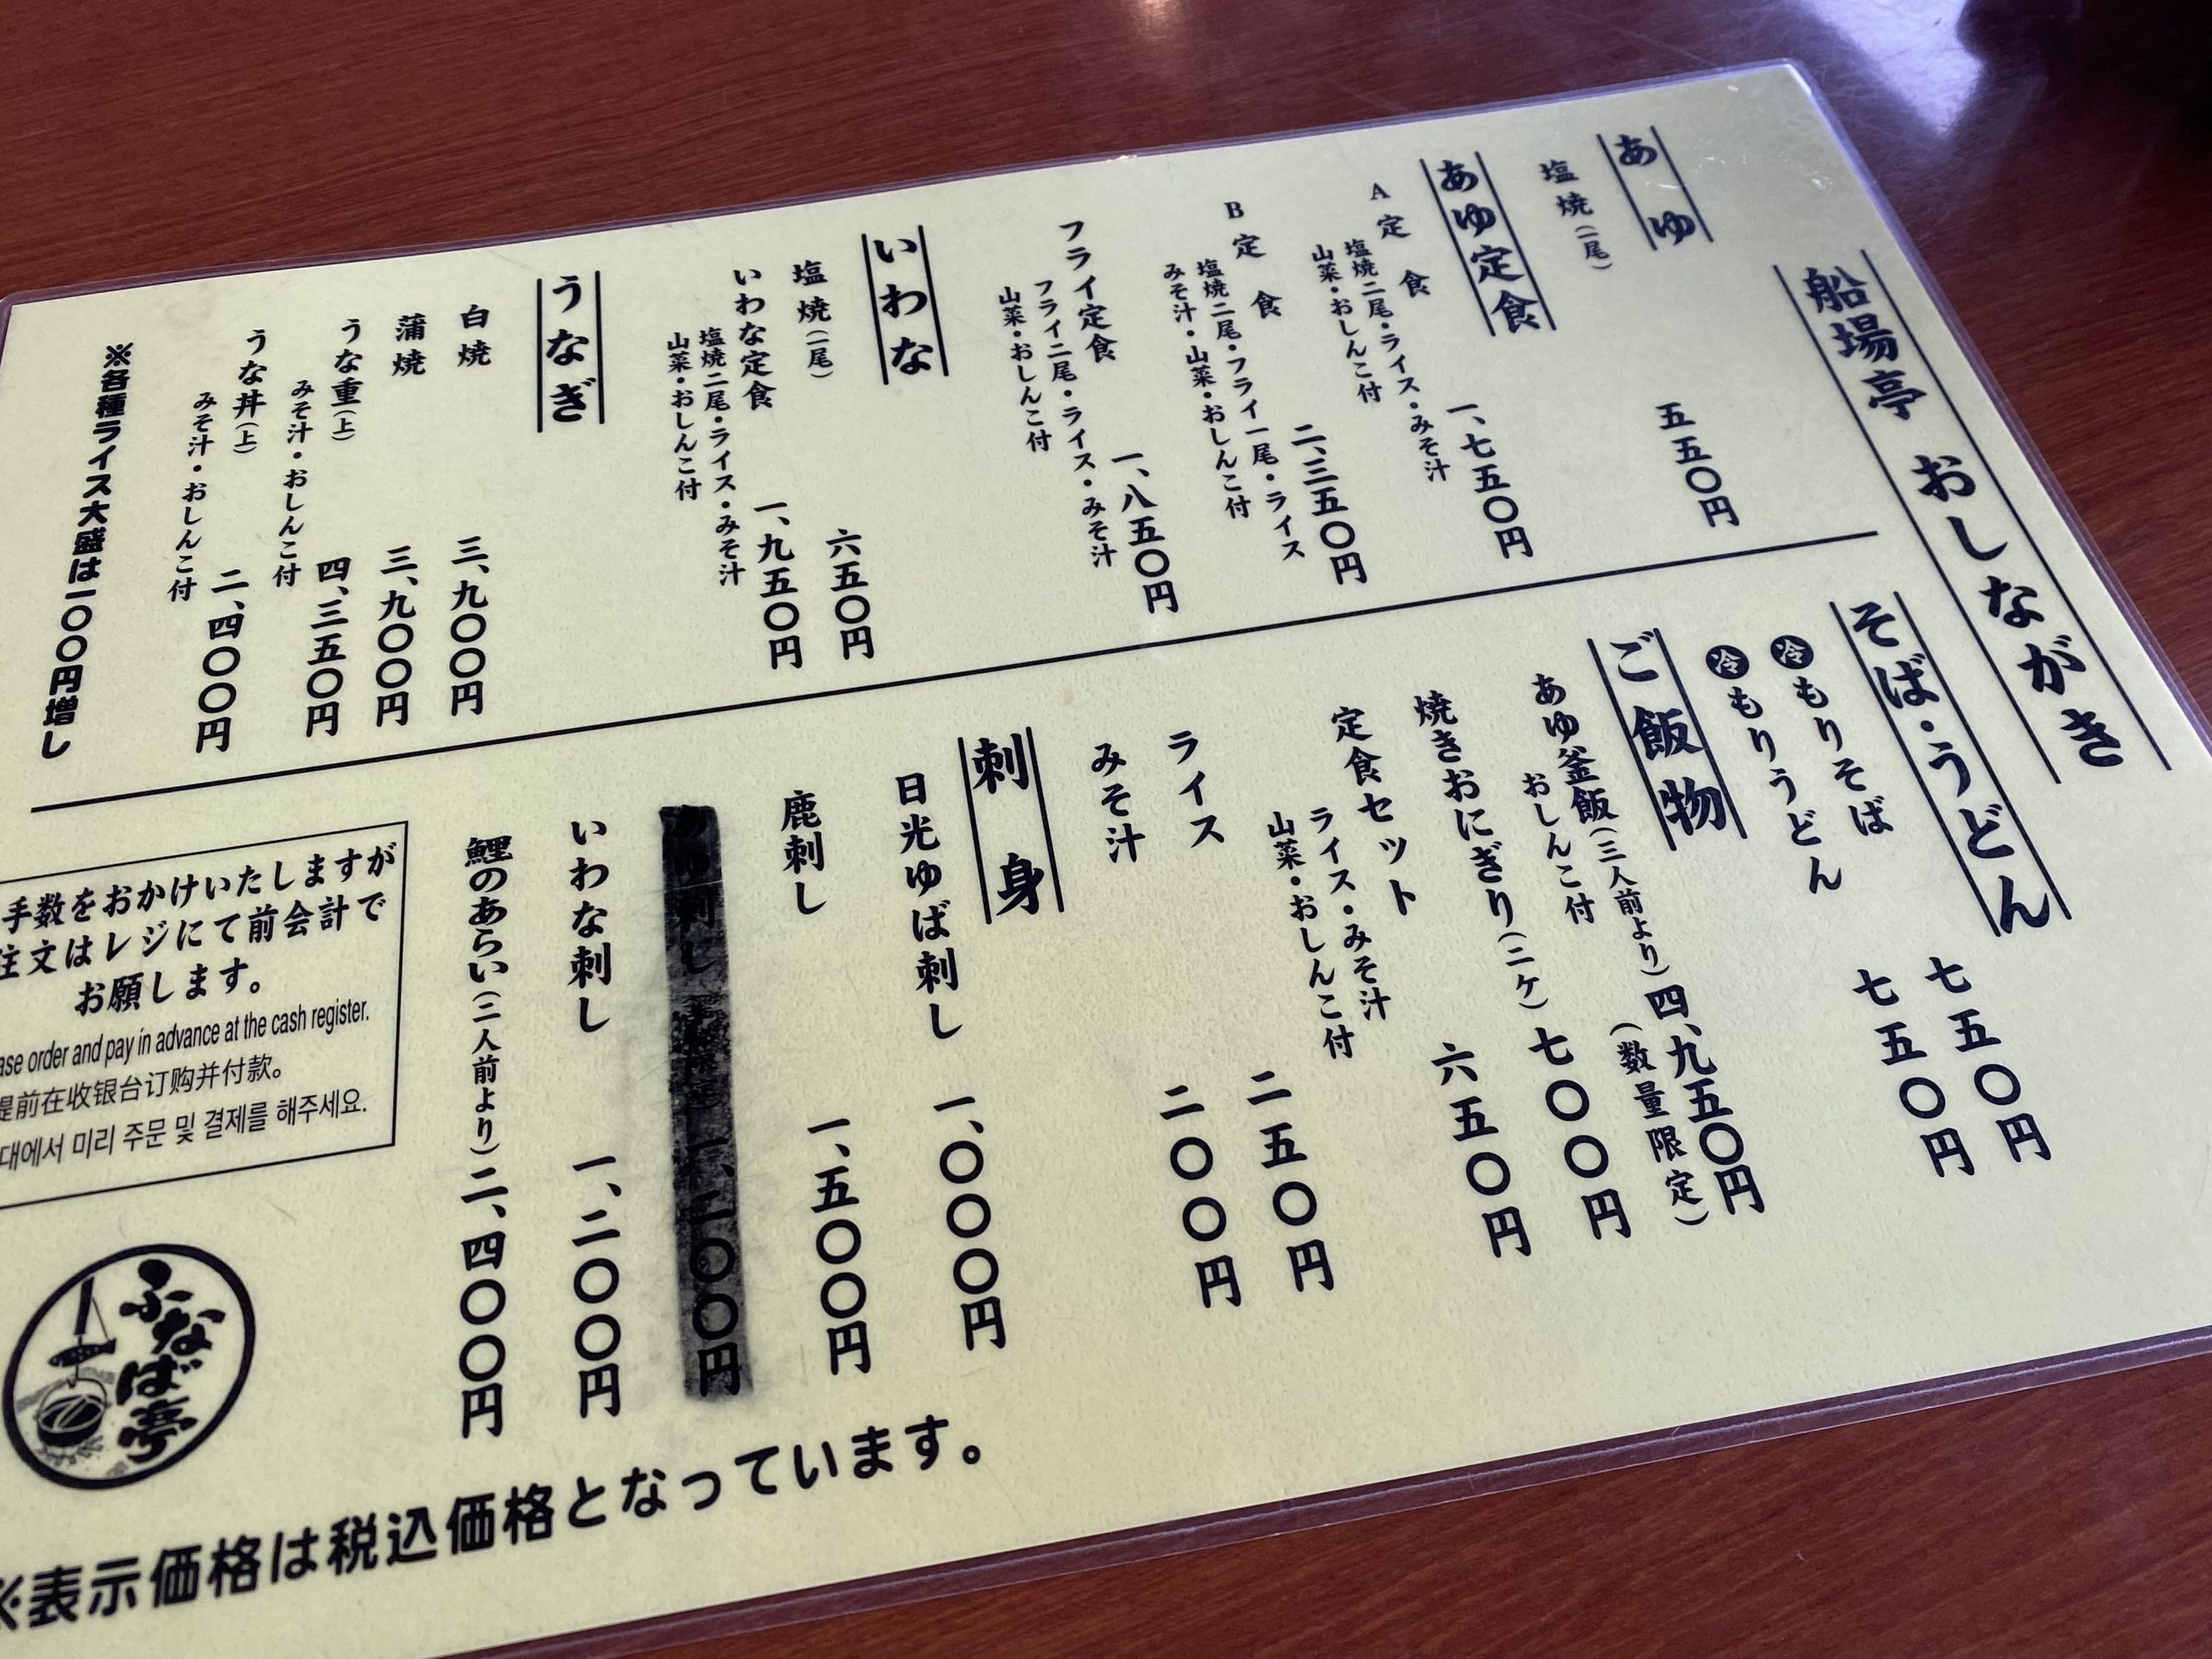 船場亭 おしながき
あゆ
塩焼(一尾) 五五〇円
あゆ定食
A定食 一、七五〇円
塩焼二尾・ライス・みそ汁
山菜・おしんこ付
B定食 二、三五〇円
塩焼二尾・フライ一尾・ライス
みそ汁・山菜・おしんこ付
フライ定食 一、八五〇円
フライ二尾・ライス・みそ汁
山菜・おしんこ付
いわな
塩焼(一尾) 六五〇円
いわな定食 一、九五〇円
塩焼二尾・ライス・みそ汁
山菜・おしんこ付
うなぎ
白焼 三、九〇〇円
蒲焼 三、九〇〇円
うな重(上) 四、三五〇円
みそ汁・おしんこ付
うな丼(上) 二、四〇〇円
みそ汁・おしんこ付
※各種ライス大盛は一〇〇円増し
そば・うどん
冷もりそば 七五〇円
冷もりうどん 七五〇円
ご飯物
あゆ釜飯(三人前より) 四、九五〇円
おしんこ付 (数量限定)
焼きおにぎり(二ケ) 七〇〇円
定食セット 六五〇円
ライス・みそ汁
山菜・おしんこ付
ライス 二五〇円
みそ汁 二〇〇円
刺身
日光ゆば刺し 一、〇〇〇円
鹿刺し 一、五〇〇円
あゆ刺し 一、二〇〇円
いわな刺し 一、二〇〇円
鯉のあらい(二人前より) 二、四〇〇円
手数をおかけいたしますが
注文はレジにて前会計で
お願します。
ase order and pay in advance at the cash register.
提前在收银台订购并付款。
대에서 미리 주문 및 결제를 해주세요.
ふなば亭
※表示価格は税込価格となっています。